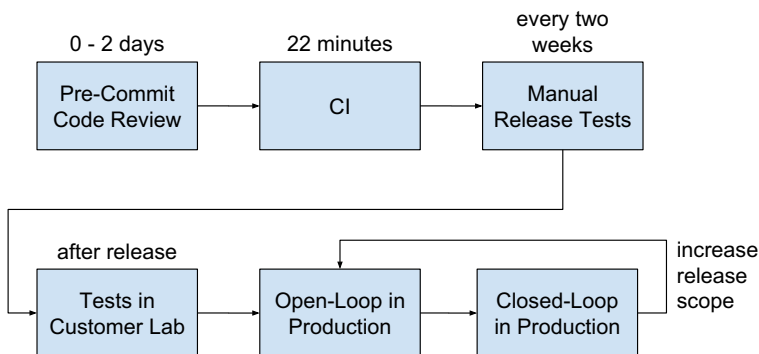 0 - 2 days
Pre-Commit
Code Review
22 minutes
CI
every two
weeks
Manual
Release Tests
after release
Tests in
Customer Lab
Open-Loop in
Production
Closed-Loop
in Production
increase
release
scope